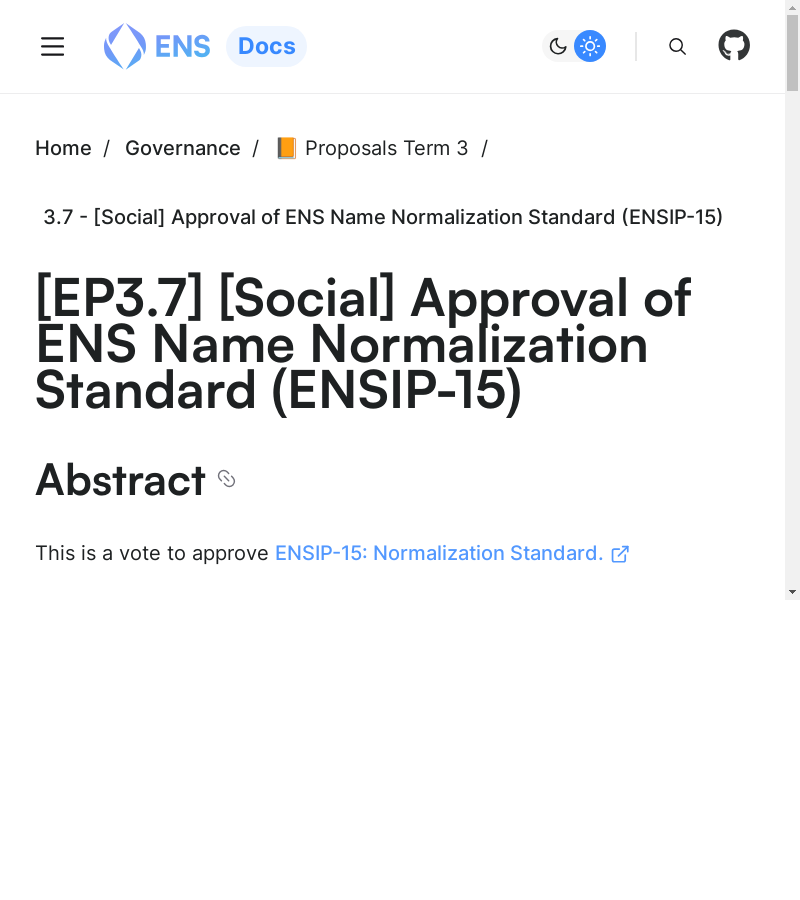 ENS Docs
Home / Governance / 📙 Proposals Term 3 /
3.7 - [Social] Approval of ENS Name Normalization Standard (ENSIP-15)
[EP3.7] [Social] Approval of
ENS Name Normalization
Standard (ENSIP-15)
Abstract
This is a vote to approve ENSIP-15: Normalization Standard.